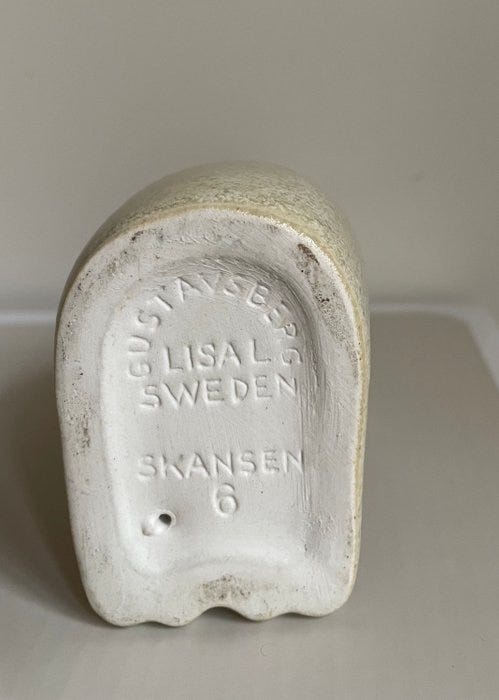 GUSTAVSBERG
LISA L.
SWEDEN
SKANSEN
6